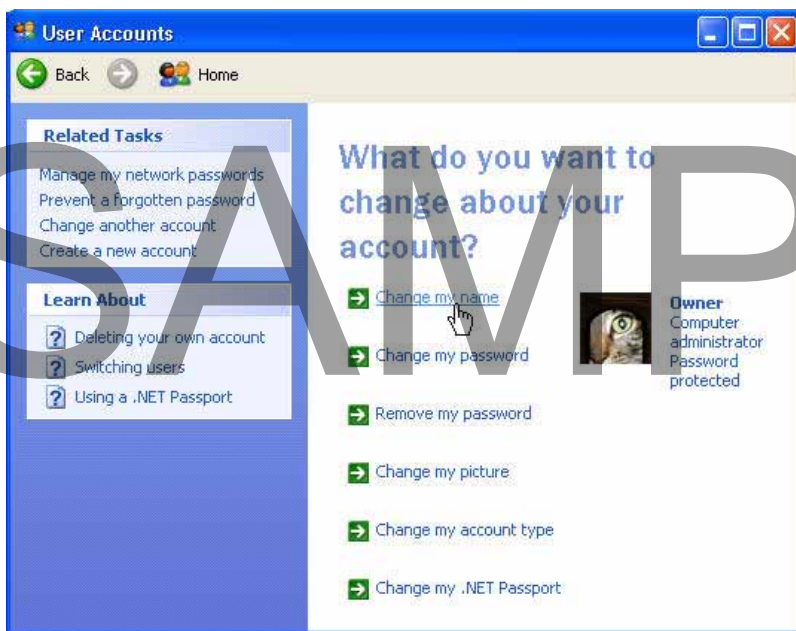 User Accounts
Back Home
Related Tasks
Manage my network passwords
Prevent a forgotten password
Change another account
Create a new account
Learn About
Deleting your own account
Switching users
Using a .NET Passport
What do you want to
change about your
account?
Change my name
Change my password
Remove my password
Change my picture
Change my account type
Change my .NET Passport
Owner
Computer
administrator
Password
protected
SAMP